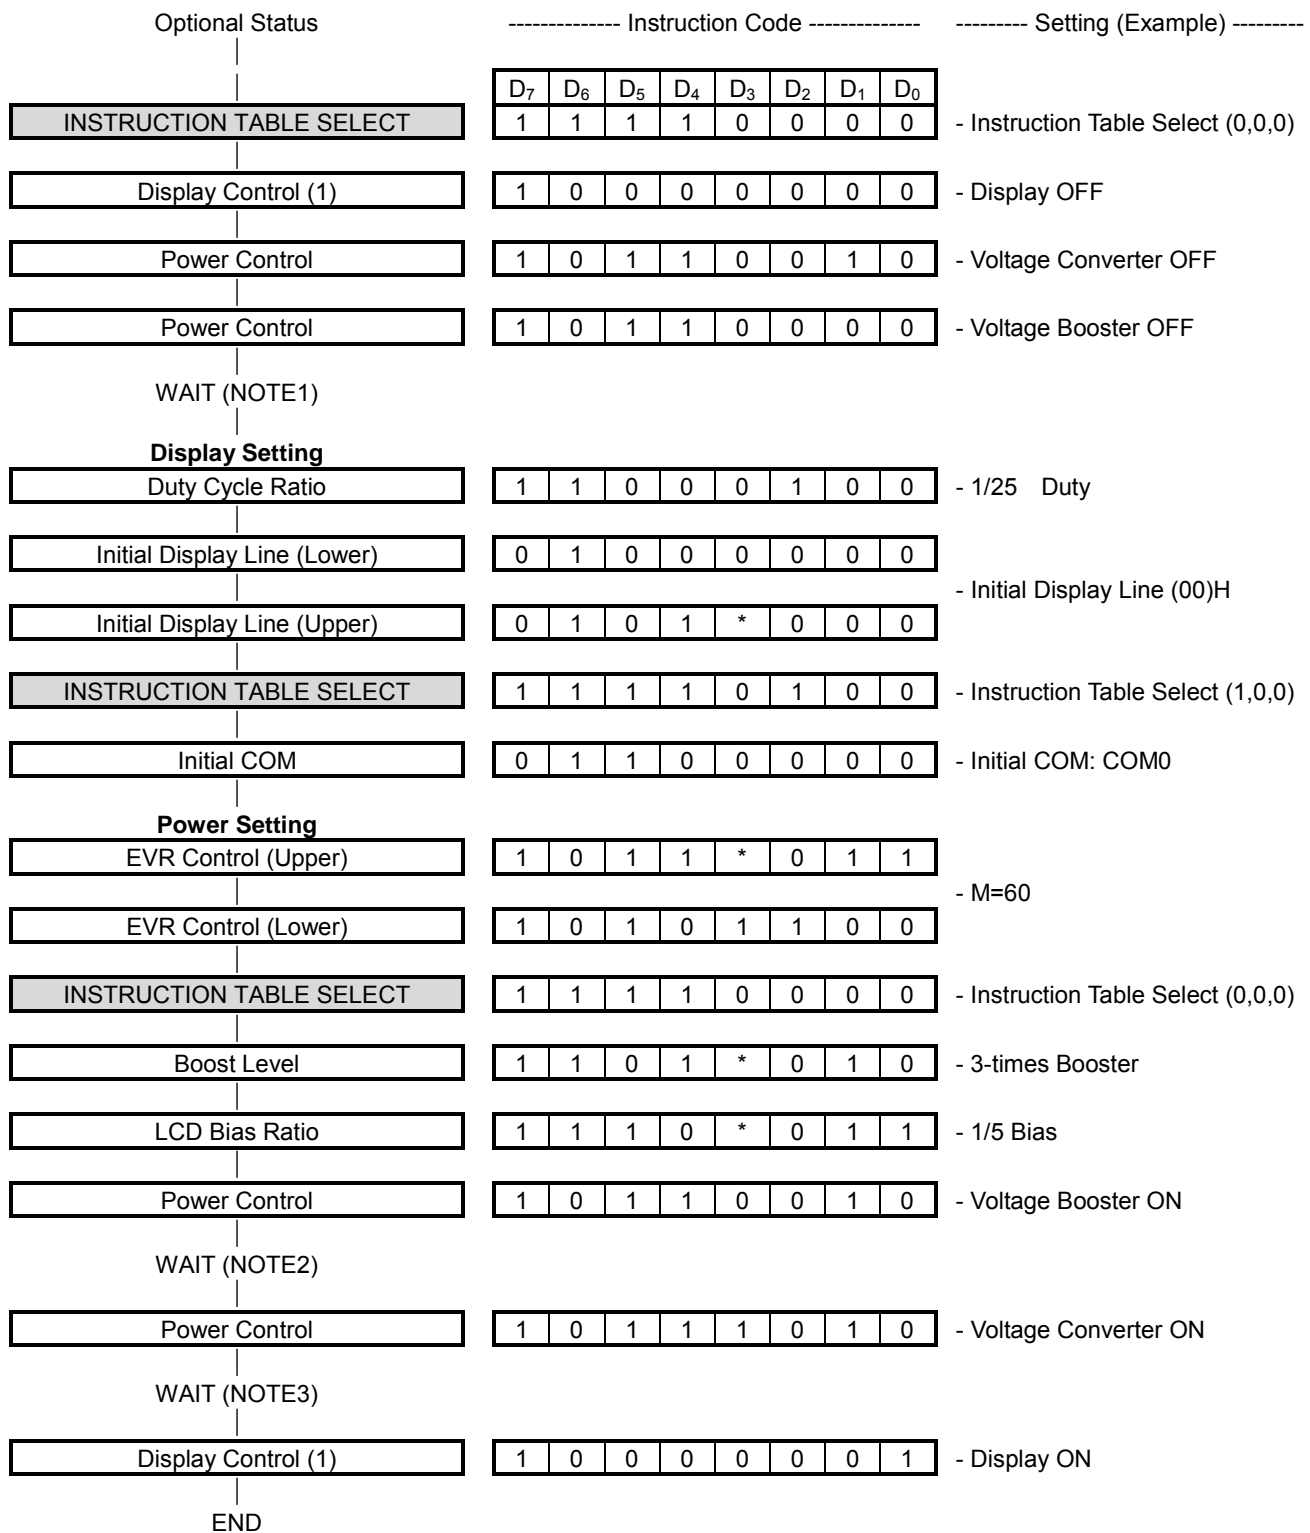 Optional Status -------------- Instruction Code -------------- --------- Setting (Example) ---------
D7 D6 D5 D4 D3 D2 D1 D0
INSTRUCTION TABLE SELECT 1 1 1 1 0 0 0 0 - Instruction Table Select (0,0,0)
Display Control (1) 1 0 0 0 0 0 0 0 - Display OFF
Power Control 1 0 1 1 0 0 1 0 - Voltage Converter OFF
Power Control 1 0 1 1 0 0 0 0 - Voltage Booster OFF
WAIT (NOTE1)
Display Setting
Duty Cycle Ratio 1 1 0 0 0 1 0 0 - 1/25 Duty
Initial Display Line (Lower) 0 1 0 0 0 0 0 0
- Initial Display Line (00)H
Initial Display Line (Upper) 0 1 0 1 * 0 0 0
INSTRUCTION TABLE SELECT 1 1 1 1 0 1 0 0 - Instruction Table Select (1,0,0)
Initial COM 0 1 1 0 0 0 0 0 - Initial COM: COM0
Power Setting
EVR Control (Upper) 1 0 1 1 * 0 1 1
- M=60
EVR Control (Lower) 1 0 1 0 1 1 0 0
INSTRUCTION TABLE SELECT 1 1 1 1 0 0 0 0 - Instruction Table Select (0,0,0)
Boost Level 1 1 0 1 * 0 1 0 - 3-times Booster
LCD Bias Ratio 1 1 1 0 * 0 1 1 - 1/5 Bias
Power Control 1 0 1 1 0 0 1 0 - Voltage Booster ON
WAIT (NOTE2)
Power Control 1 0 1 1 1 0 1 0 - Voltage Converter ON
WAIT (NOTE3)
Display Control (1) 1 0 0 0 0 0 0 1 - Display ON
END